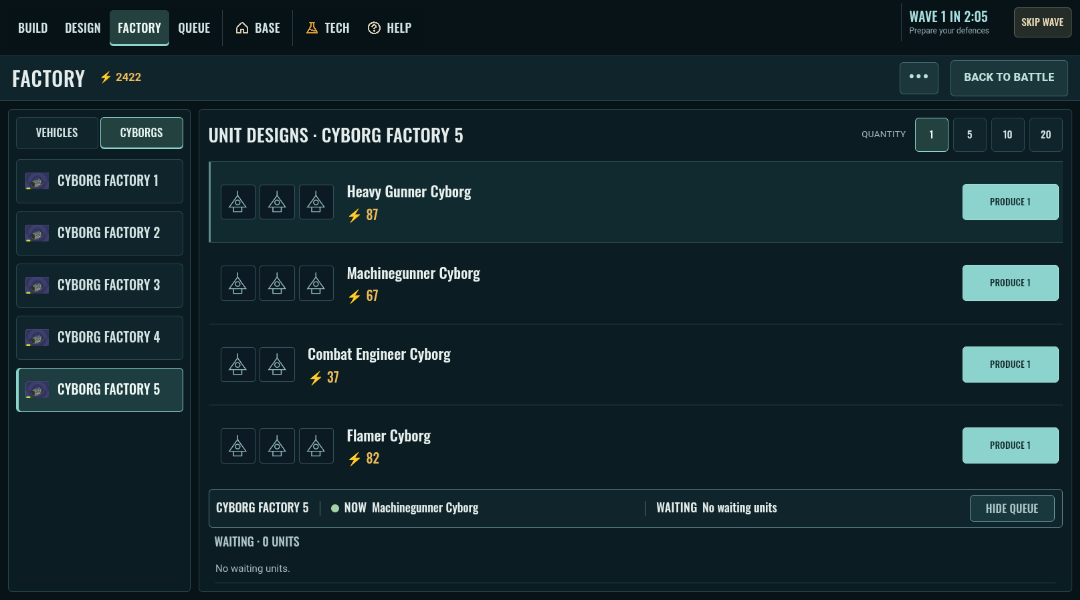 BUILD DESIGN FACTORY QUEUE BASE TECH HELP
WAVE 1 IN 2:05
Prepare your defences
SKIP WAVE
FACTORY ⚡ 2422
••• BACK TO BATTLE
VEHICLES CYBORGS
CYBORG FACTORY 1
CYBORG FACTORY 2
CYBORG FACTORY 3
CYBORG FACTORY 4
CYBORG FACTORY 5
UNIT DESIGNS · CYBORG FACTORY 5
QUANTITY 1 5 10 20
Heavy Gunner Cyborg
⚡ 87
PRODUCE 1
Machinegunner Cyborg
⚡ 67
PRODUCE 1
Combat Engineer Cyborg
⚡ 37
PRODUCE 1
Flamer Cyborg
⚡ 82
PRODUCE 1
CYBORG FACTORY 5 NOW Machinegunner Cyborg WAITING No waiting units HIDE QUEUE
WAITING · 0 UNITS
No waiting units.